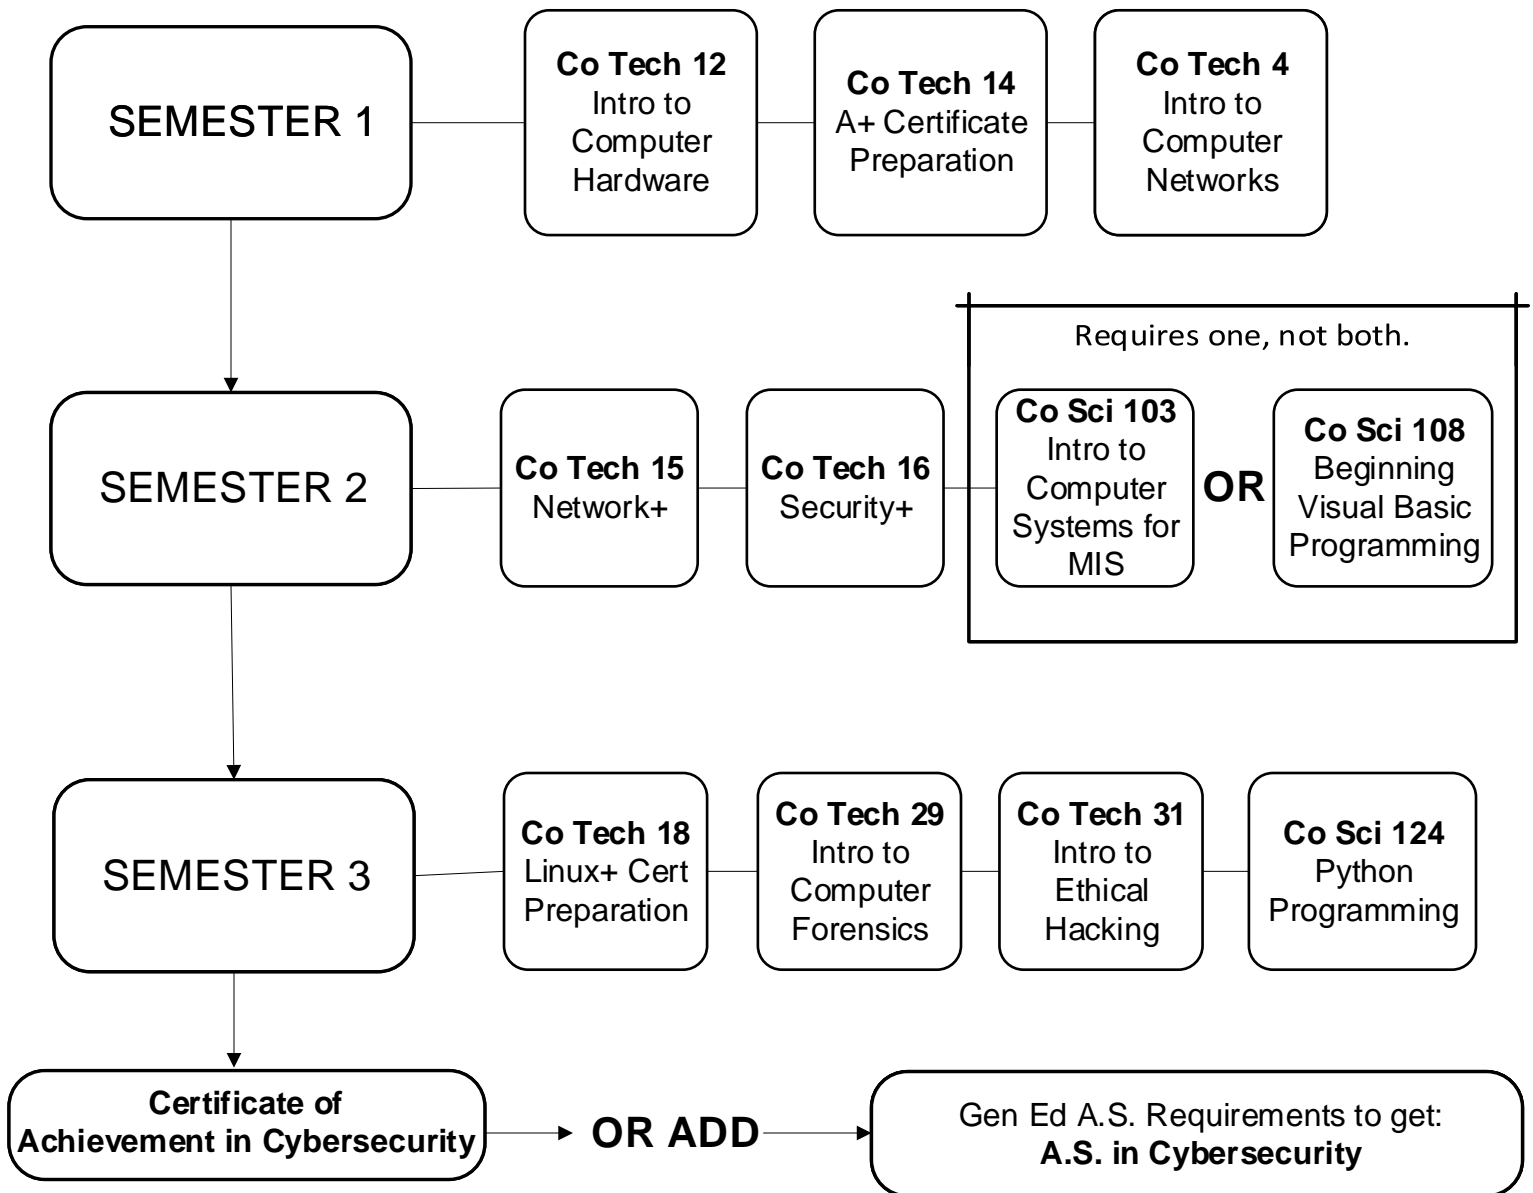 SEMESTER 1
Co Tech 12
Intro to
Computer
Hardware
Co Tech 14
A+ Certificate
Preparation
Co Tech 4
Intro to
Computer
Networks
Requires one, not both.
SEMESTER 2
Co Tech 15
Network+
Co Tech 16
Security+
Co Sci 103
Intro to
Computer
Systems for
MIS
OR
Co Sci 108
Beginning
Visual Basic
Programming
SEMESTER 3
Co Tech 18
Linux+ Cert
Preparation
Co Tech 29
Intro to
Computer
Forensics
Co Tech 31
Intro to
Ethical
Hacking
Co Sci 124
Python
Programming
Certificate of
Achievement in Cybersecurity
OR ADD
Gen Ed A.S. Requirements to get:
A.S. in Cybersecurity